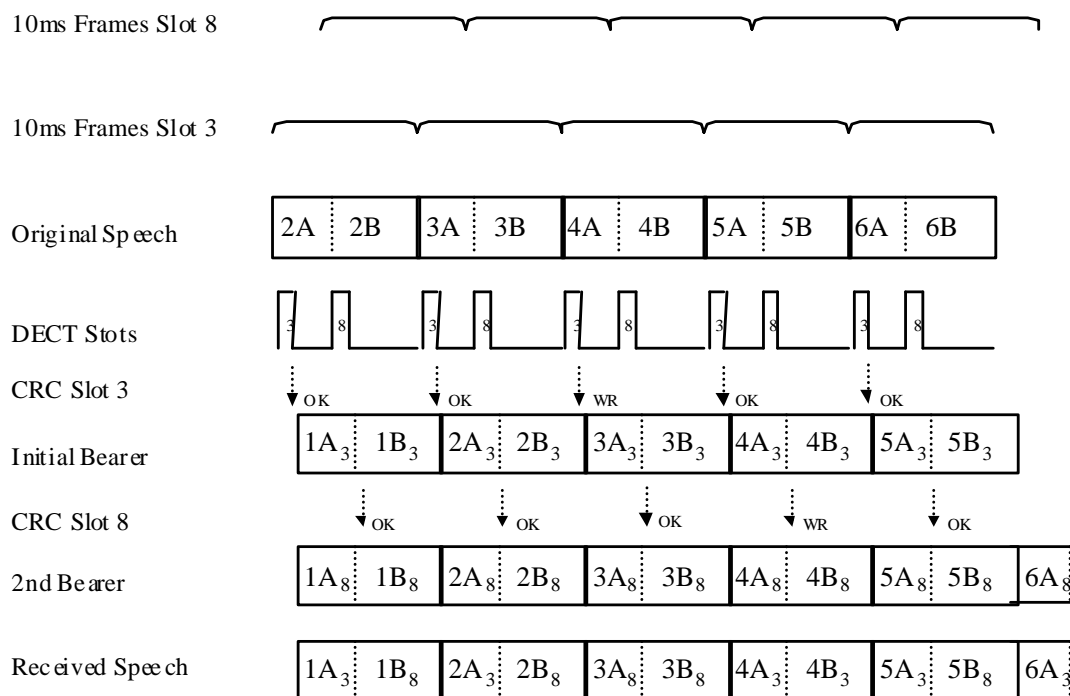 10ms Frames Slot 8
10ms Frames Slot 3
Original Speech 2A 2B 3A 3B 4A 4B 5A 5B 6A 6B
DECT Stots 3 8 3 8 3 8 3 8 3 8
CRC Slot 3 OK OK WR OK OK
Initial Bearer 1A₃ 1B₃ 2A₃ 2B₃ 3A₃ 3B₃ 4A₃ 4B₃ 5A₃ 5B₃
CRC Slot 8 OK OK OK WR OK
2nd Bearer 1A₈ 1B₈ 2A₈ 2B₈ 3A₈ 3B₈ 4A₈ 4B₈ 5A₈ 5B₈ 6A₈
Received Speech 1A₃ 1B₈ 2A₃ 2B₈ 3A₈ 3B₈ 4A₃ 4B₃ 5A₃ 5B₈ 6A₃